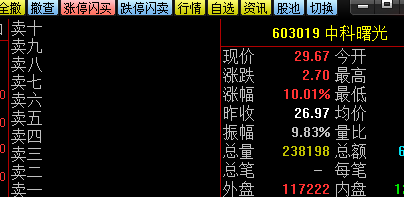 全撤 撤查 涨停闪买 跌停闪卖 行情 自选 资讯 股池 切换
卖十
卖九
卖八
卖七
卖六
卖五
卖四
卖三
卖二
卖一
603019 中科曙光
现价 29.67 今开
涨跌 2.70 最高
涨幅 10.01% 最低
昨收 26.97 均价
振幅 9.83% 量比
总量 238198 总额
总笔 – 每笔
外盘 117222 内盘